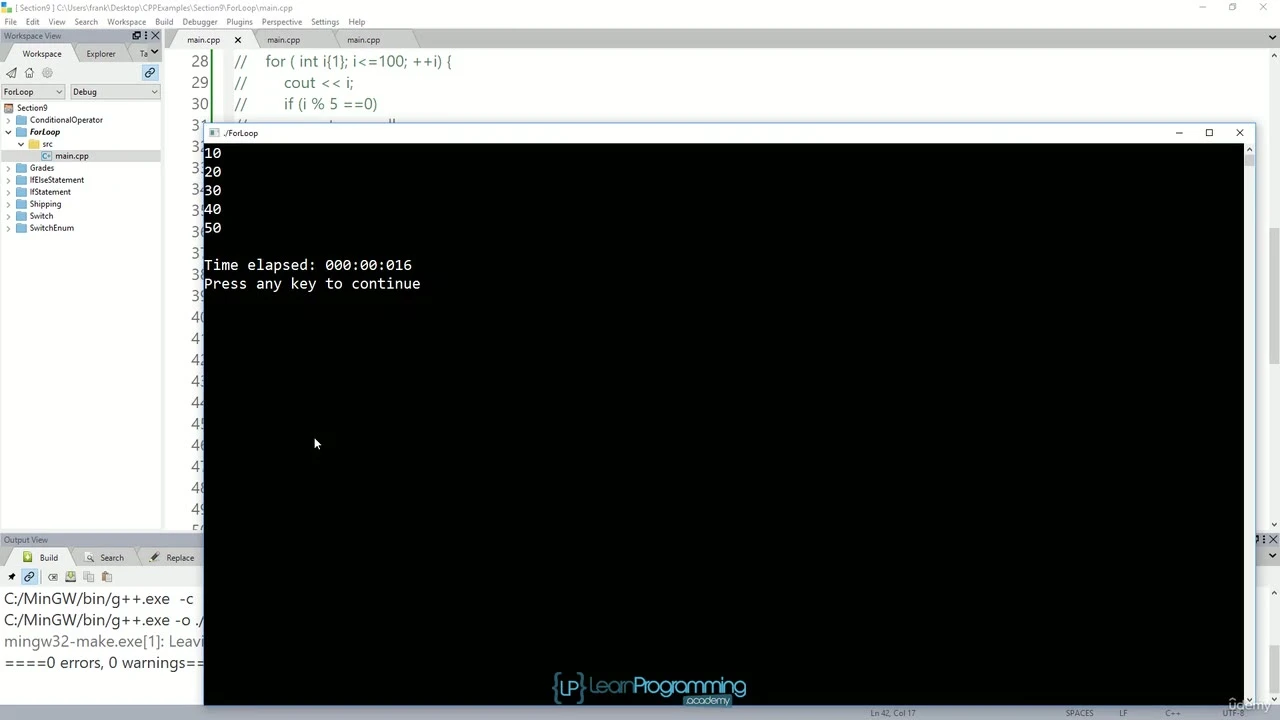 [ Section9 ] C:\Users\frank\Desktop\CPPExamples\Section9\ForLoop\main.cpp
File Edit View Search Workspace Build Debugger Plugins Perspective Settings Help
Workspace View
Workspace Explorer Ta
main.cpp main.cpp main.cpp
ForLoop Debug
Section9
ConditionalOperator
ForLoop
src
main.cpp
Grades
IfElseStatement
IfStatement
Shipping
Switch
SwitchEnum
28 // for ( int i{1}; i<=100; ++i) {
29 // cout << i;
30 // if (i % 5 ==0)
./ForLoop
10
20
30
40
50
Time elapsed: 000:00:016
Press any key to continue
Output View
Build Search Replace
C:/MinGW/bin/g++.exe -c
C:/MinGW/bin/g++.exe -o ./
mingw32-make.exe[1]: Leavi
====0 errors, 0 warnings==
{LP} LearnProgramming
.academy
Ln 42, Col 17 SPACES LF C++ UTF-8
udemy